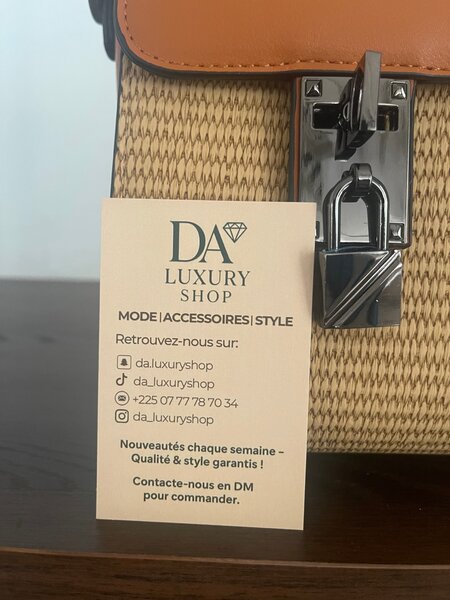 DA
LUXURY
SHOP
MODE|ACCESSOIRES|STYLE
Retrouvez-nous sur:
da.luxuryshop
da_luxuryshop
+225 07 77 78 70 34
da_luxuryshop
Nouveautés chaque semaine –
Qualité & style garantis !
Contacte-nous en DM
pour commander.